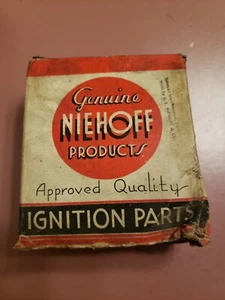 Genuine
NIEHOFF
PRODUCTS
Approved Quality
IGNITION PARTS